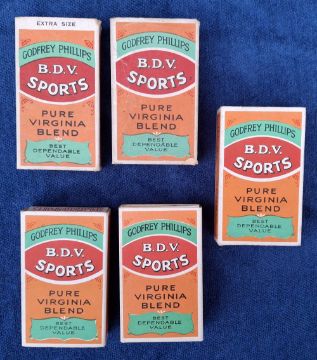 EXTRA SIZE
GODFREY PHILLIPS
B.D.V.
SPORTS
PURE
VIRGINIA
BLEND
BEST
DEPENDABLE
VALUE
GODFREY PHILLIPS
B.D.V.
SPORTS
PURE
VIRGINIA
BLEND
BEST
DEPENDABLE
VALUE
GODFREY PHILLIPS
B.D.V.
SPORTS
PURE
VIRGINIA
BLEND
BEST
DEPENDABLE
VALUE
GODFREY PHILLIPS
B.D.V.
SPORTS
PURE
VIRGINIA
BLEND
BEST
DEPENDABLE
VALUE
GODFREY PHILLIPS
B.D.V.
SPORTS
PURE
VIRGINIA
BLEND
BEST
DEPENDABLE
VALUE